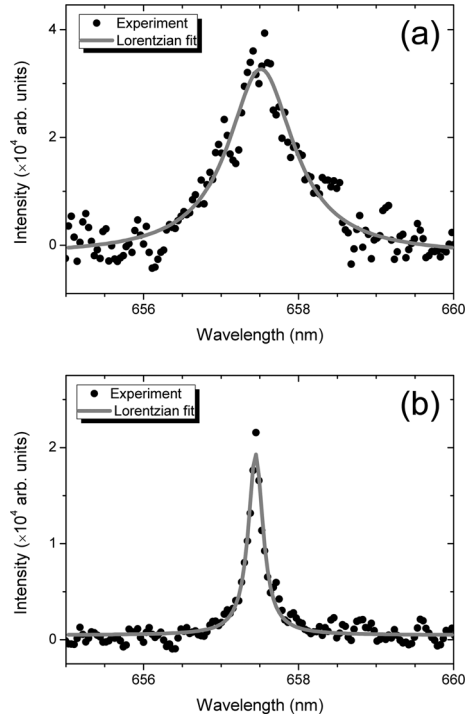 (a)
Experiment
Lorentzian fit
Intensity (×10⁴ arb. units)
4
2
0
656
658
660
Wavelength (nm)
(b)
Experiment
Lorentzian fit
Intensity (×10⁴ arb. units)
2
1
0
656
658
660
Wavelength (nm)